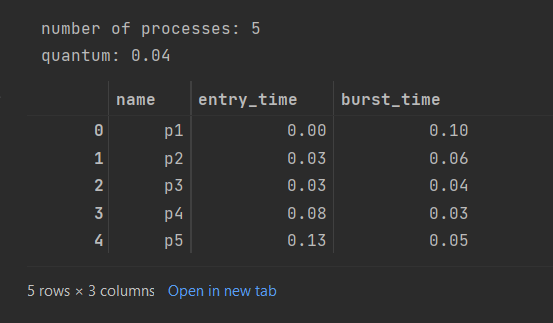 number of processes: 5
quantum: 0.04
name entry_time burst_time
0 p1 0.00 0.10
1 p2 0.03 0.06
2 p3 0.03 0.04
3 p4 0.08 0.03
4 p5 0.13 0.05
5 rows × 3 columns Open in new tab